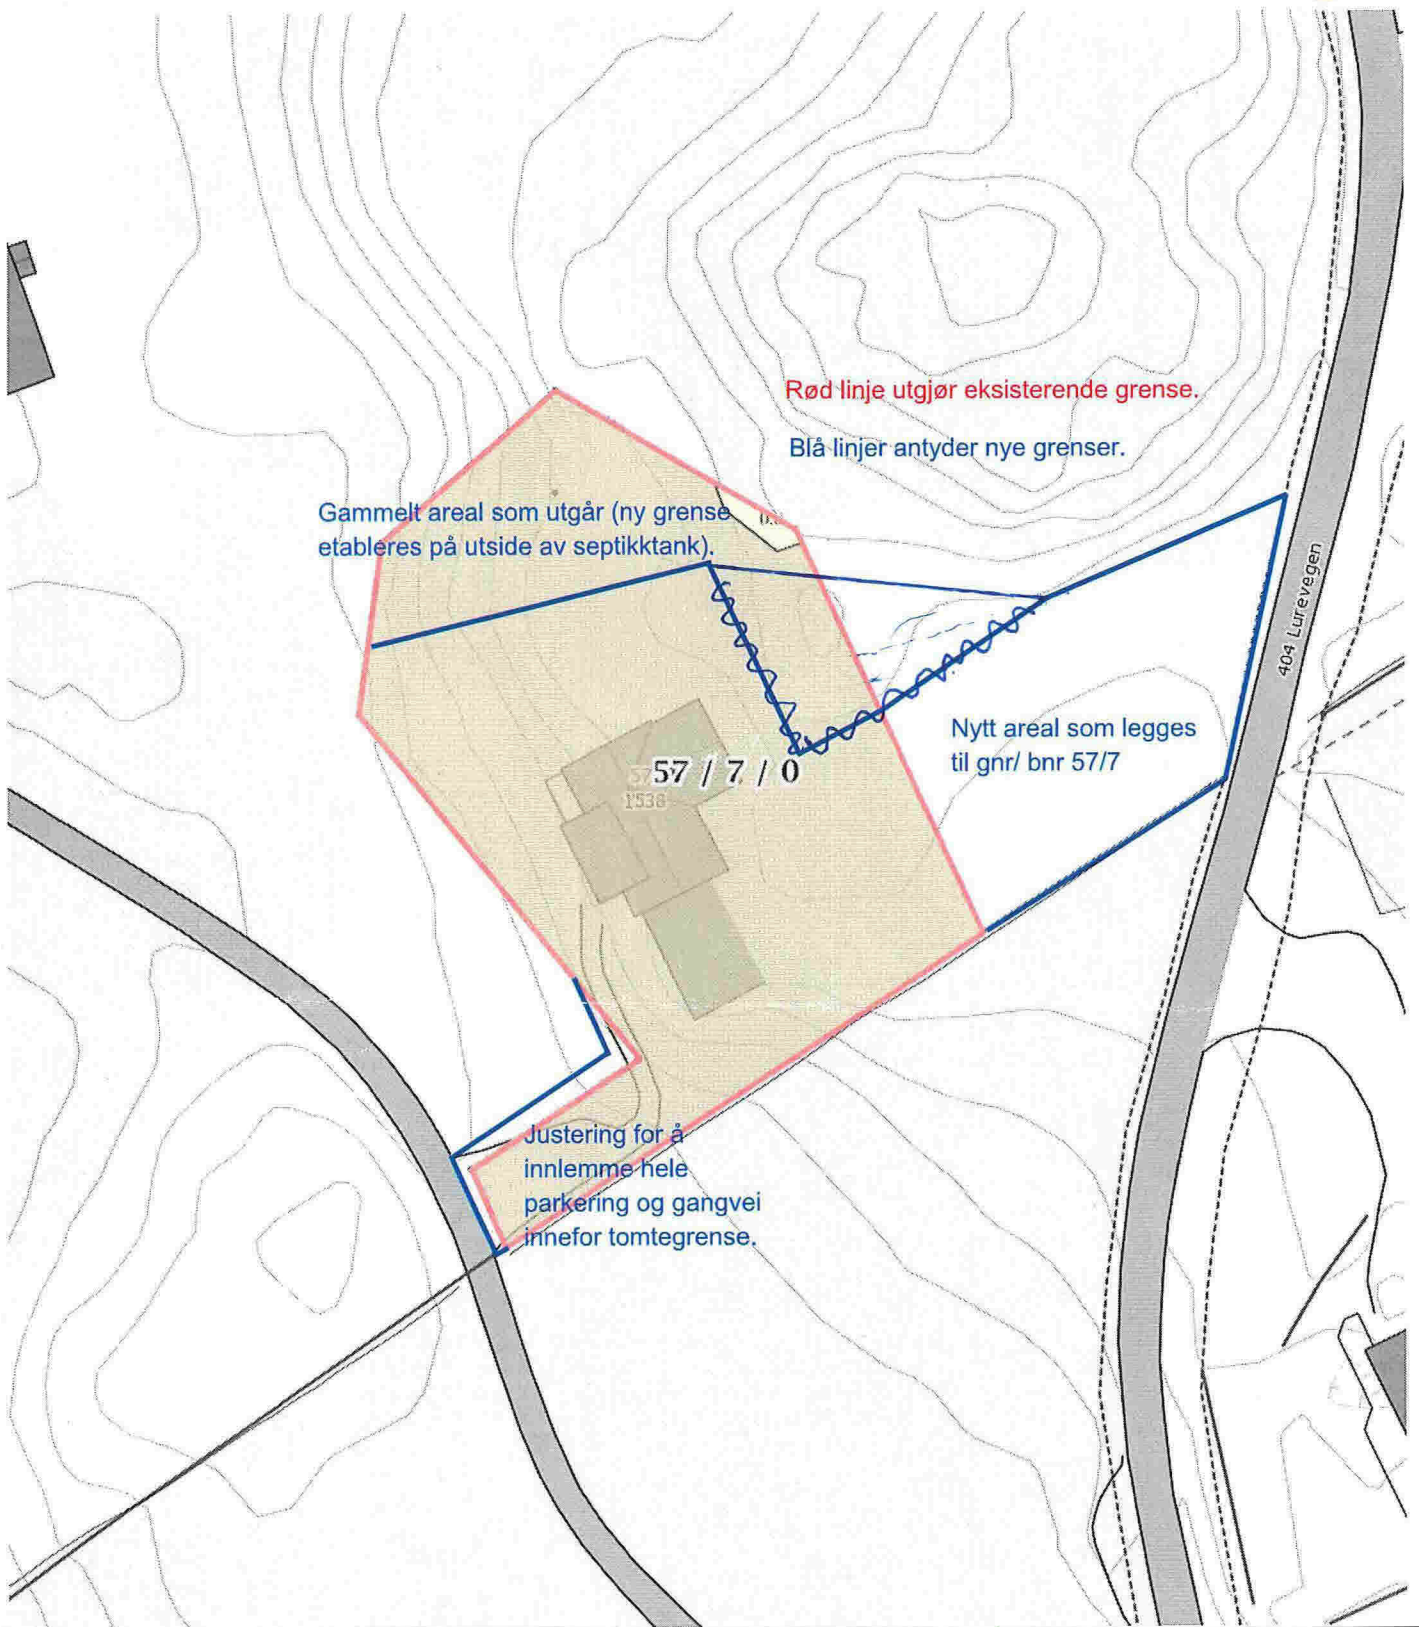 Rød linje utgjør eksisterende grense.
Blå linjer antyder nye grenser.
Gammelt areal som utgår (ny grense
etableres på utside av septikktank).
404 Lurevegen
Nytt areal som legges
til gnr/ bnr 57/7
57 / 7 / 0
1538
Justering for å
innlemme hele
parkering og gangvei
innefor tomtegrense.